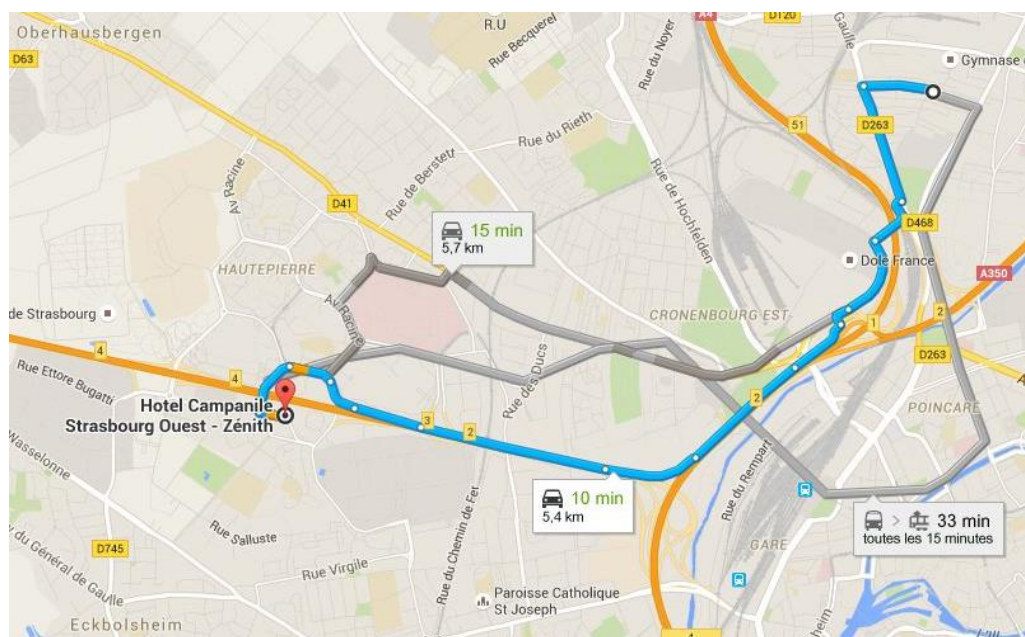 Oberhausbergen
D63
R.U
Rue Becquerel
Rue du Noyer
A4
D120
Gaulle
Gymnase
51
D263
Rue du Rieth
Rue de Berstett
Av Racine
D41
Rue de Hochfelden
D468
15 min
5,7 km
Dole France
A350
HAUTEPIERRE
de Strasbourg
Av Racine
CRONENBOURG EST
1
2
D263
4
Rue Ettore Bugatti
4
Rue des Ducs
2
Hotel Campanile
Strasbourg Ouest - Zénith
3
2
POINCARE
Wasselonne
10 min
5,4 km
Rue du Rempart
33 min
toutes les 15 minutes
Rue Salluste
Rue du Chemin de Fer
D745
du Général de Gaulle
Rue Virgile
GARE
Paroisse Catholique
St Joseph
Eckbolsheim